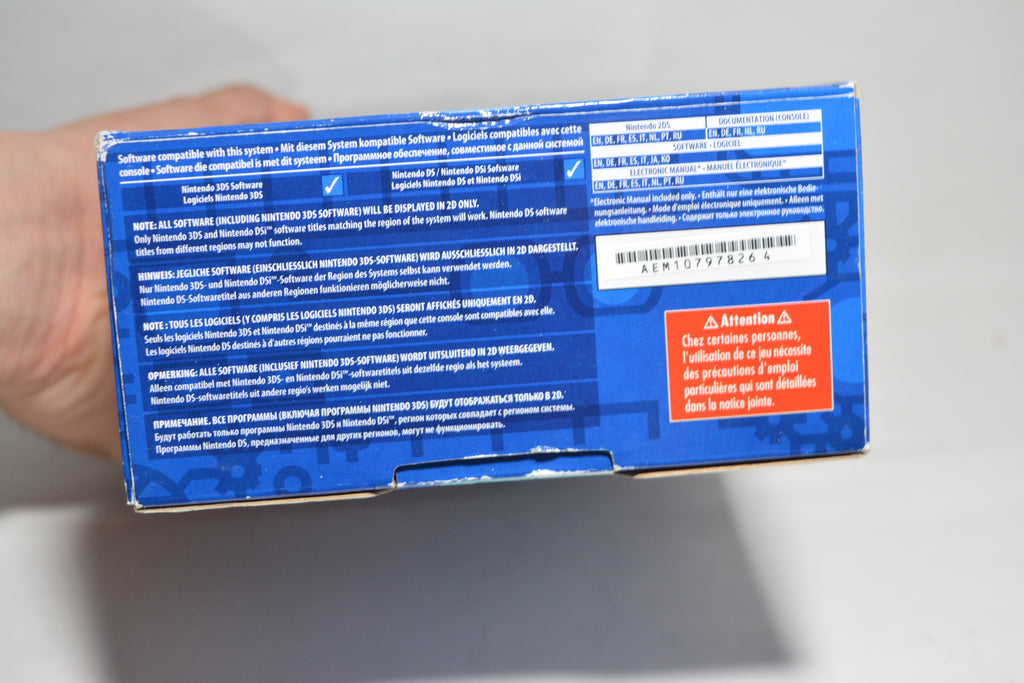 Software compatible with this system • Mit diesem System kompatible Software • Logiciels compatibles avec cette
console • Software die compatibel is met dit systeem • Программное обеспечение, совместимое с данной системой
Nintendo 3DS Software
Logiciels Nintendo 3DS
Nintendo DS / Nintendo DSi Software
Logiciels Nintendo DS et Nintendo DSi
NOTE: ALL SOFTWARE (INCLUDING NINTENDO 3DS SOFTWARE) WILL BE DISPLAYED IN 2D ONLY.
Only Nintendo 3DS and Nintendo DSi™ software titles matching the region of the system will work. Nintendo DS software
titles from different regions may not function.
HINWEIS: JEGLICHE SOFTWARE (EINSCHLIESSLICH NINTENDO 3DS-SOFTWARE) WIRD AUSSCHLIESSLICH IN 2D DARGESTELLT.
Nur Nintendo 3DS- und Nintendo DSi™-Software der Region des Systems selbst kann verwendet werden.
Nintendo DS-Softwaretitel aus anderen Regionen funktionieren möglicherweise nicht.
NOTE : TOUS LES LOGICIELS (Y COMPRIS LES LOGICIELS NINTENDO 3DS) SERONT AFFICHÉS UNIQUEMENT EN 2D.
Seuls les logiciels Nintendo 3DS et Nintendo DSi™ destinés à la même région que cette console sont compatibles avec elle.
Les logiciels Nintendo DS destinés à d'autres régions pourraient ne pas fonctionner.
OPMERKING: ALLE SOFTWARE (INCLUSIEF NINTENDO 3DS-SOFTWARE) WORDT UITSLUITEND IN 2D WEERGEGEVEN.
Alleen compatibel met Nintendo 3DS- en Nintendo DSi™-softwaretitels uit dezelfde regio als het systeem.
Nintendo DS-softwaretitels uit andere regio's werken mogelijk niet.
ПРИМЕЧАНИЕ. ВСЕ ПРОГРАММЫ (ВКЛЮЧАЯ ПРОГРАММЫ NINTENDO 3DS) БУДУТ ОТОБРАЖАТЬСЯ ТОЛЬКО В 2D.
Будут работать только программы Nintendo 3DS и Nintendo DSi™, регион которых совпадает с регионом системы.
Программы Nintendo DS, предназначенные для других регионов, могут не функционировать.
Nintendo 2DS
DOCUMENTATION (CONSOLE)
EN, DE, FR, ES, IT, NL, PT, RU
EN, DE, FR, NL, RU
SOFTWARE • LOGICIEL
EN, DE, FR, ES, IT, JA, KO
ELECTRONIC MANUAL* • MANUEL ÉLECTRONIQUE*
EN, DE, FR, ES, IT, NL, PT, RU
*Electronic Manual included only. • Enthält nur eine elektronische Bedie-
nungsanleitung. • Mode d'emploi électronique uniquement. • Alleen met
elektronische handleiding. • Содержит только электронное руководство.
AEM10797826 4
Attention
Chez certaines personnes,
l'utilisation de ce jeu nécessite
des précautions d'emploi
particulières qui sont détaillées
dans la notice jointe.